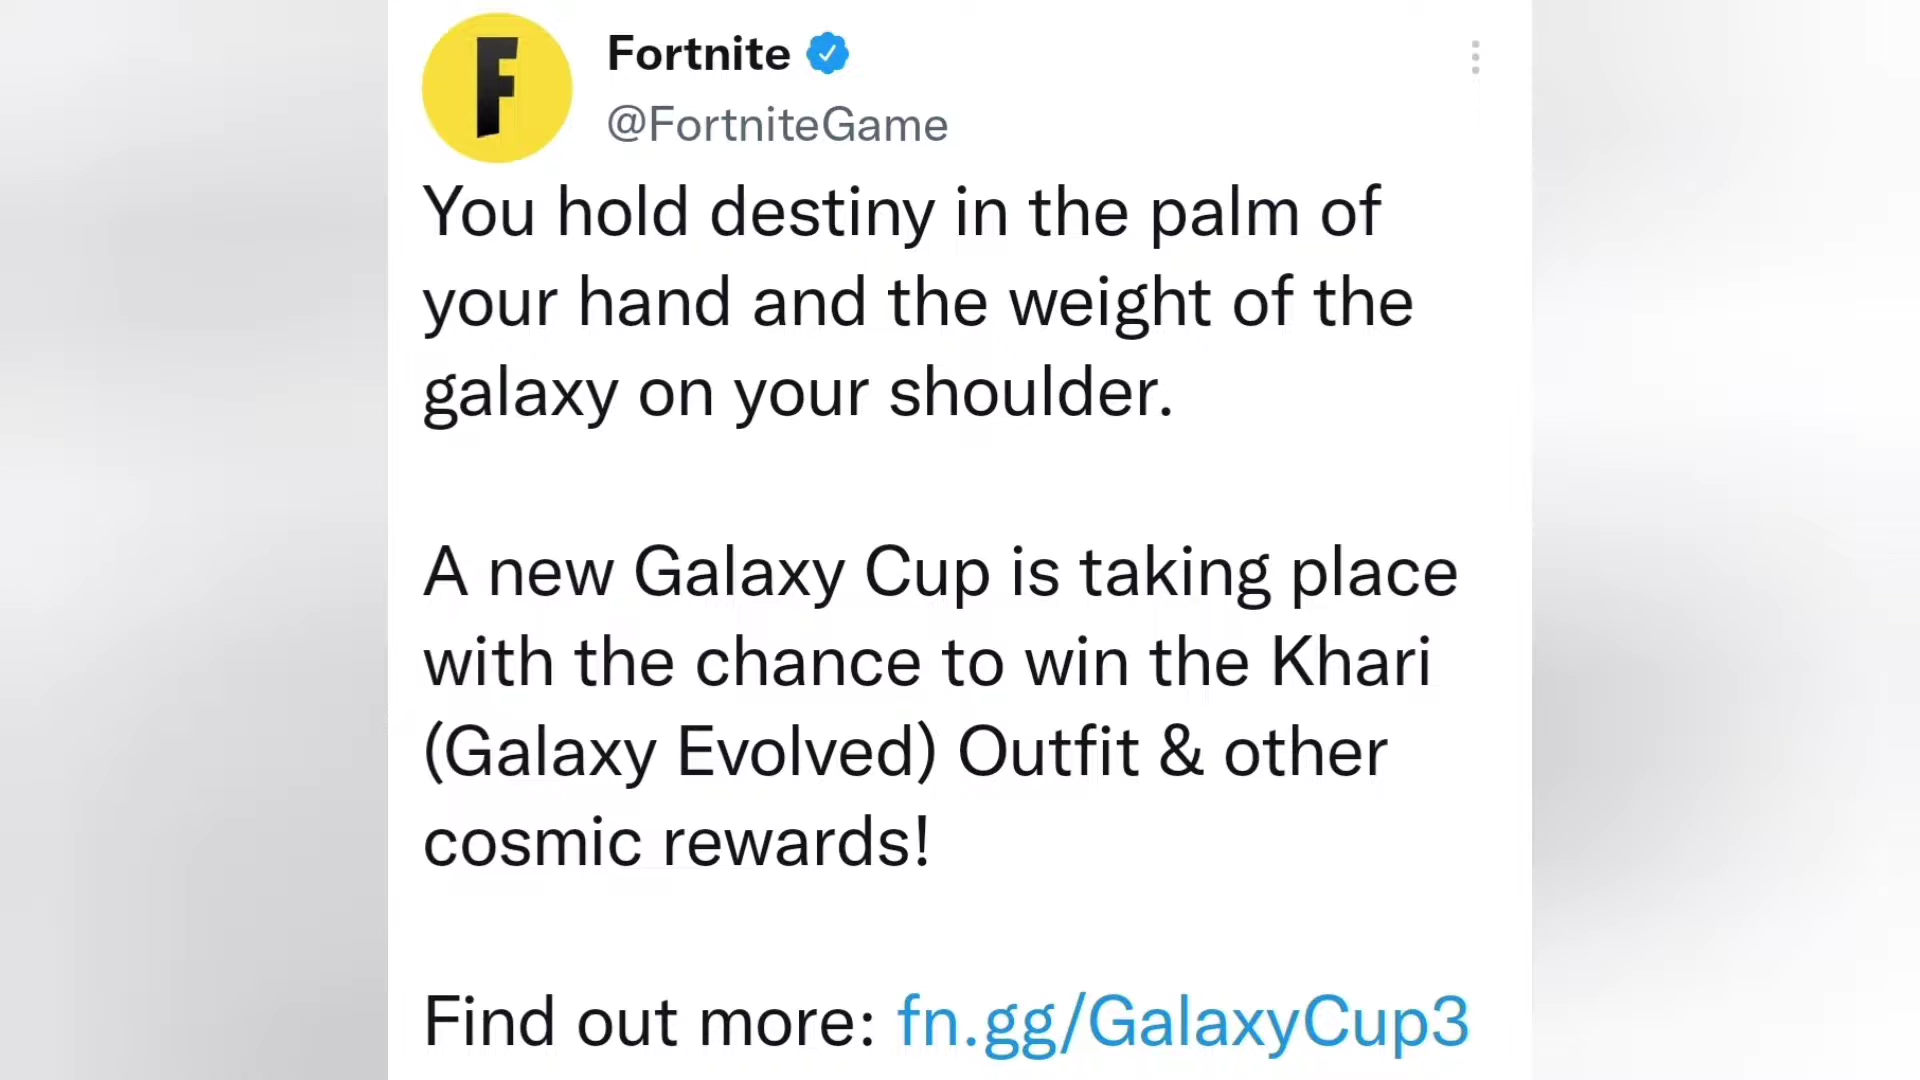 F
Fortnite
@FortniteGame
You hold destiny in the palm of
your hand and the weight of the
galaxy on your shoulder.
A new Galaxy Cup is taking place
with the chance to win the Khari
(Galaxy Evolved) Outfit & other
cosmic rewards!
Find out more: fn.gg/GalaxyCup3